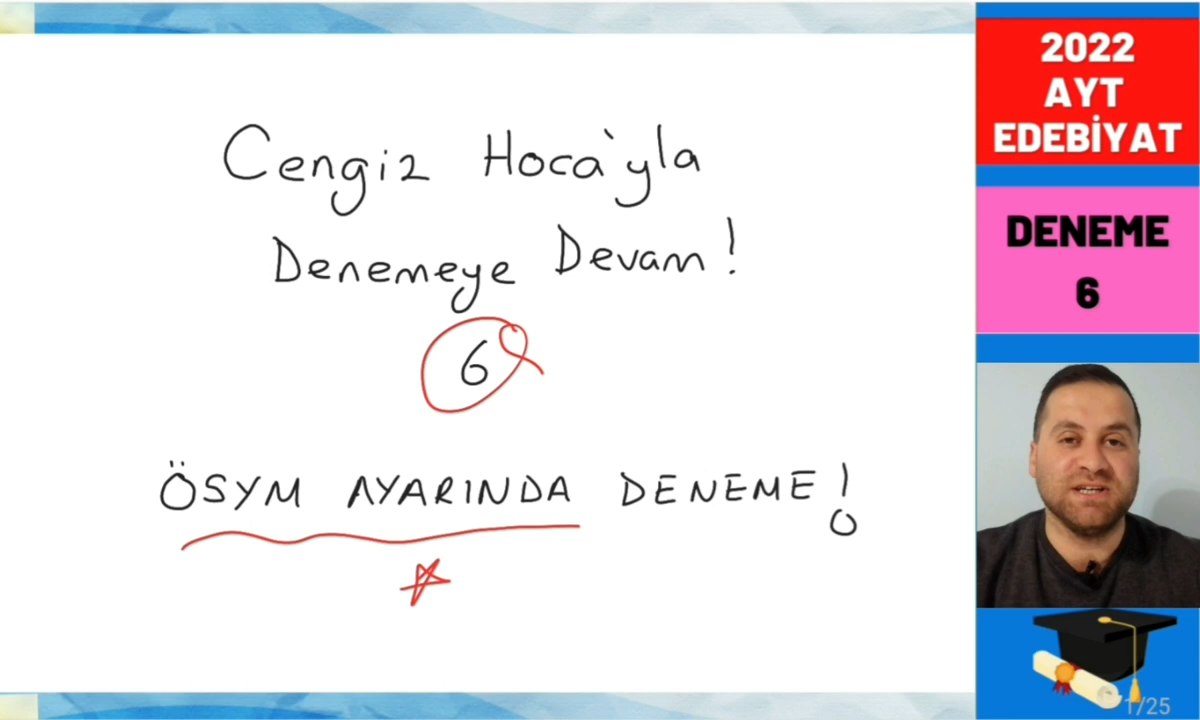 Cengiz Hoca'yla
Denemeye Devam!
6
ÖSYM AYARINDA DENEME!
2022
AYT
EDEBİYAT
DENEME
6
1/25